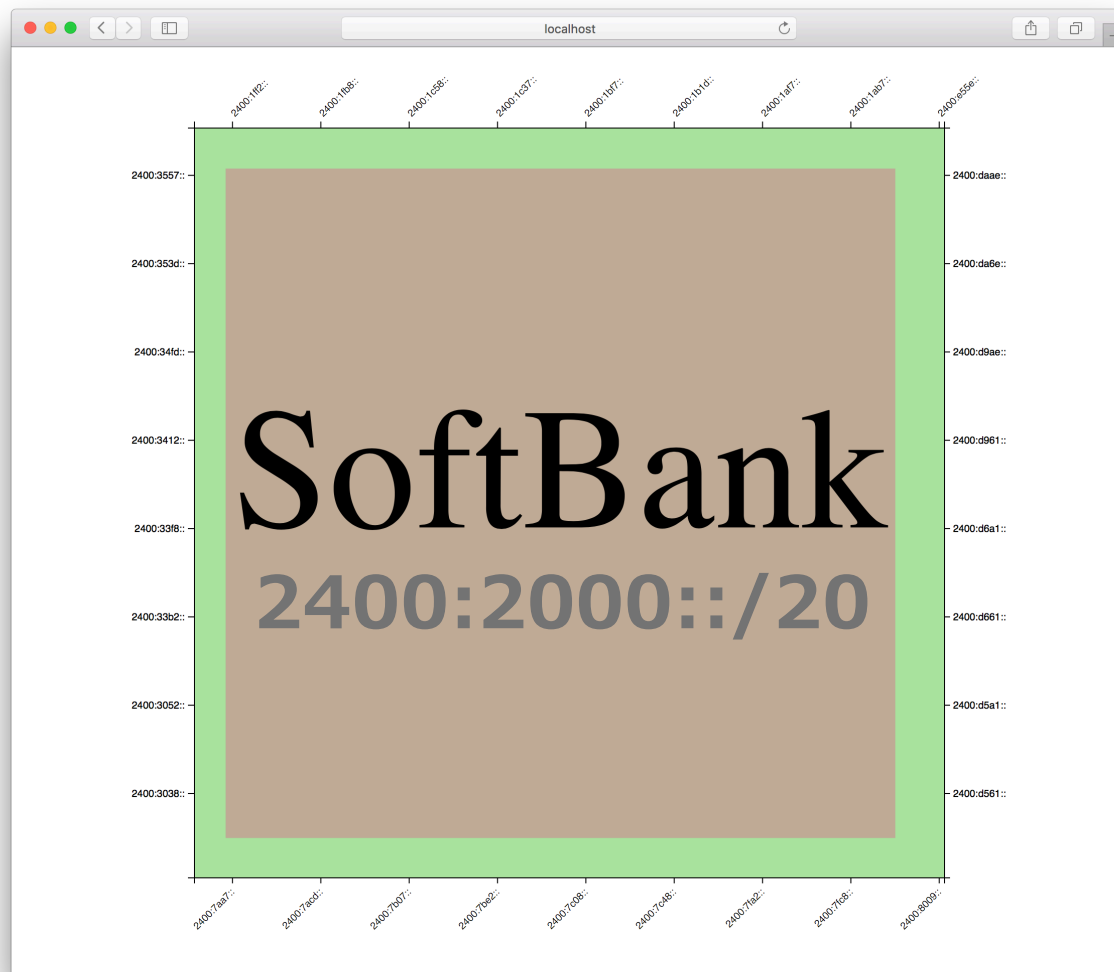 localhost
2400:1ff2::
2400:1fb8::
2400:1c58::
2400:1c37::
2400:1bf7::
2400:1b1d::
2400:1af7::
2400:1ab7::
2400:e55e::
2400:3557::
2400:daae::
2400:353d::
2400:da6e::
2400:34fd::
2400:d9ae::
2400:3412::
2400:d961::
SoftBank
2400:33f8::
2400:d6a1::
2400:2000::/20
2400:33b2::
2400:d661::
2400:3052::
2400:d5a1::
2400:3038::
2400:d561::
2400:7aa7::
2400:7acd::
2400:7b07::
2400:7be2::
2400:7c08::
2400:7c48::
2400:7fa2::
2400:7fc8::
2400:8009::